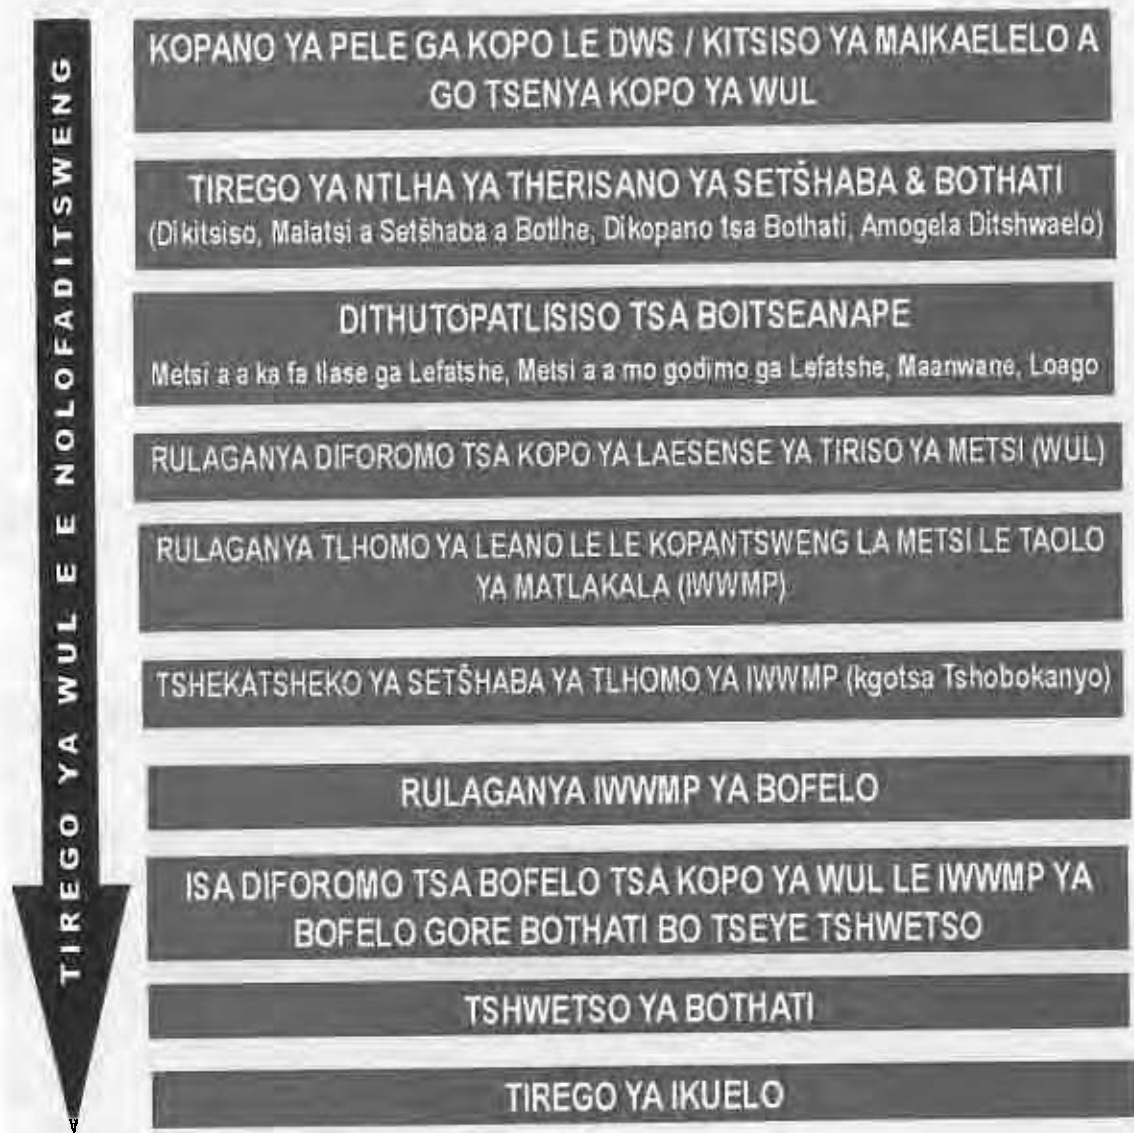 TIREGO YA WUL E E NOLOFADITSWENG
KOPANO YA PELE GA KOPO LE DWS / KITSISO YA MAIKAELELO A
GO TSENYA KOPO YA WUL
TIREGO YA NTLHA YA THERISANO YA SETŠHABA & BOTHATI
(Dikitsiso, Malatsi a Setšhaba a Botlhe, Dikopano tsa Bothati, Amogela Ditshwaelo)
DITHUTOPATLISISO TSA BOITSEANAPE
Metsi a a ka fa tlase ga Lefatshe, Metsi a a mo godimo ga Lefatshe, Maanwane, Loago
RULAGANYA DIFOROMO TSA KOPO YA LAESENSE YA TIRISO YA METSI (WUL)
RULAGANYA TLHOMO YA LEANO LE LE KOPANTSWENG LA METSI LE TAOLO
YA MATLAKALA (IWWMP)
TSHEKATSHEKO YA SETŠHABA YA TLHOMO YA IWWMP (kgotsa Tshobokanyo)
RULAGANYA IWWMP YA BOFELO
ISA DIFOROMO TSA BOFELO TSA KOPO YA WUL LE IWWMP YA
BOFELO GORE BOTHATI BO TSEYE TSHWETSO
TSHWETSO YA BOTHATI
TIREGO YA IKUELO